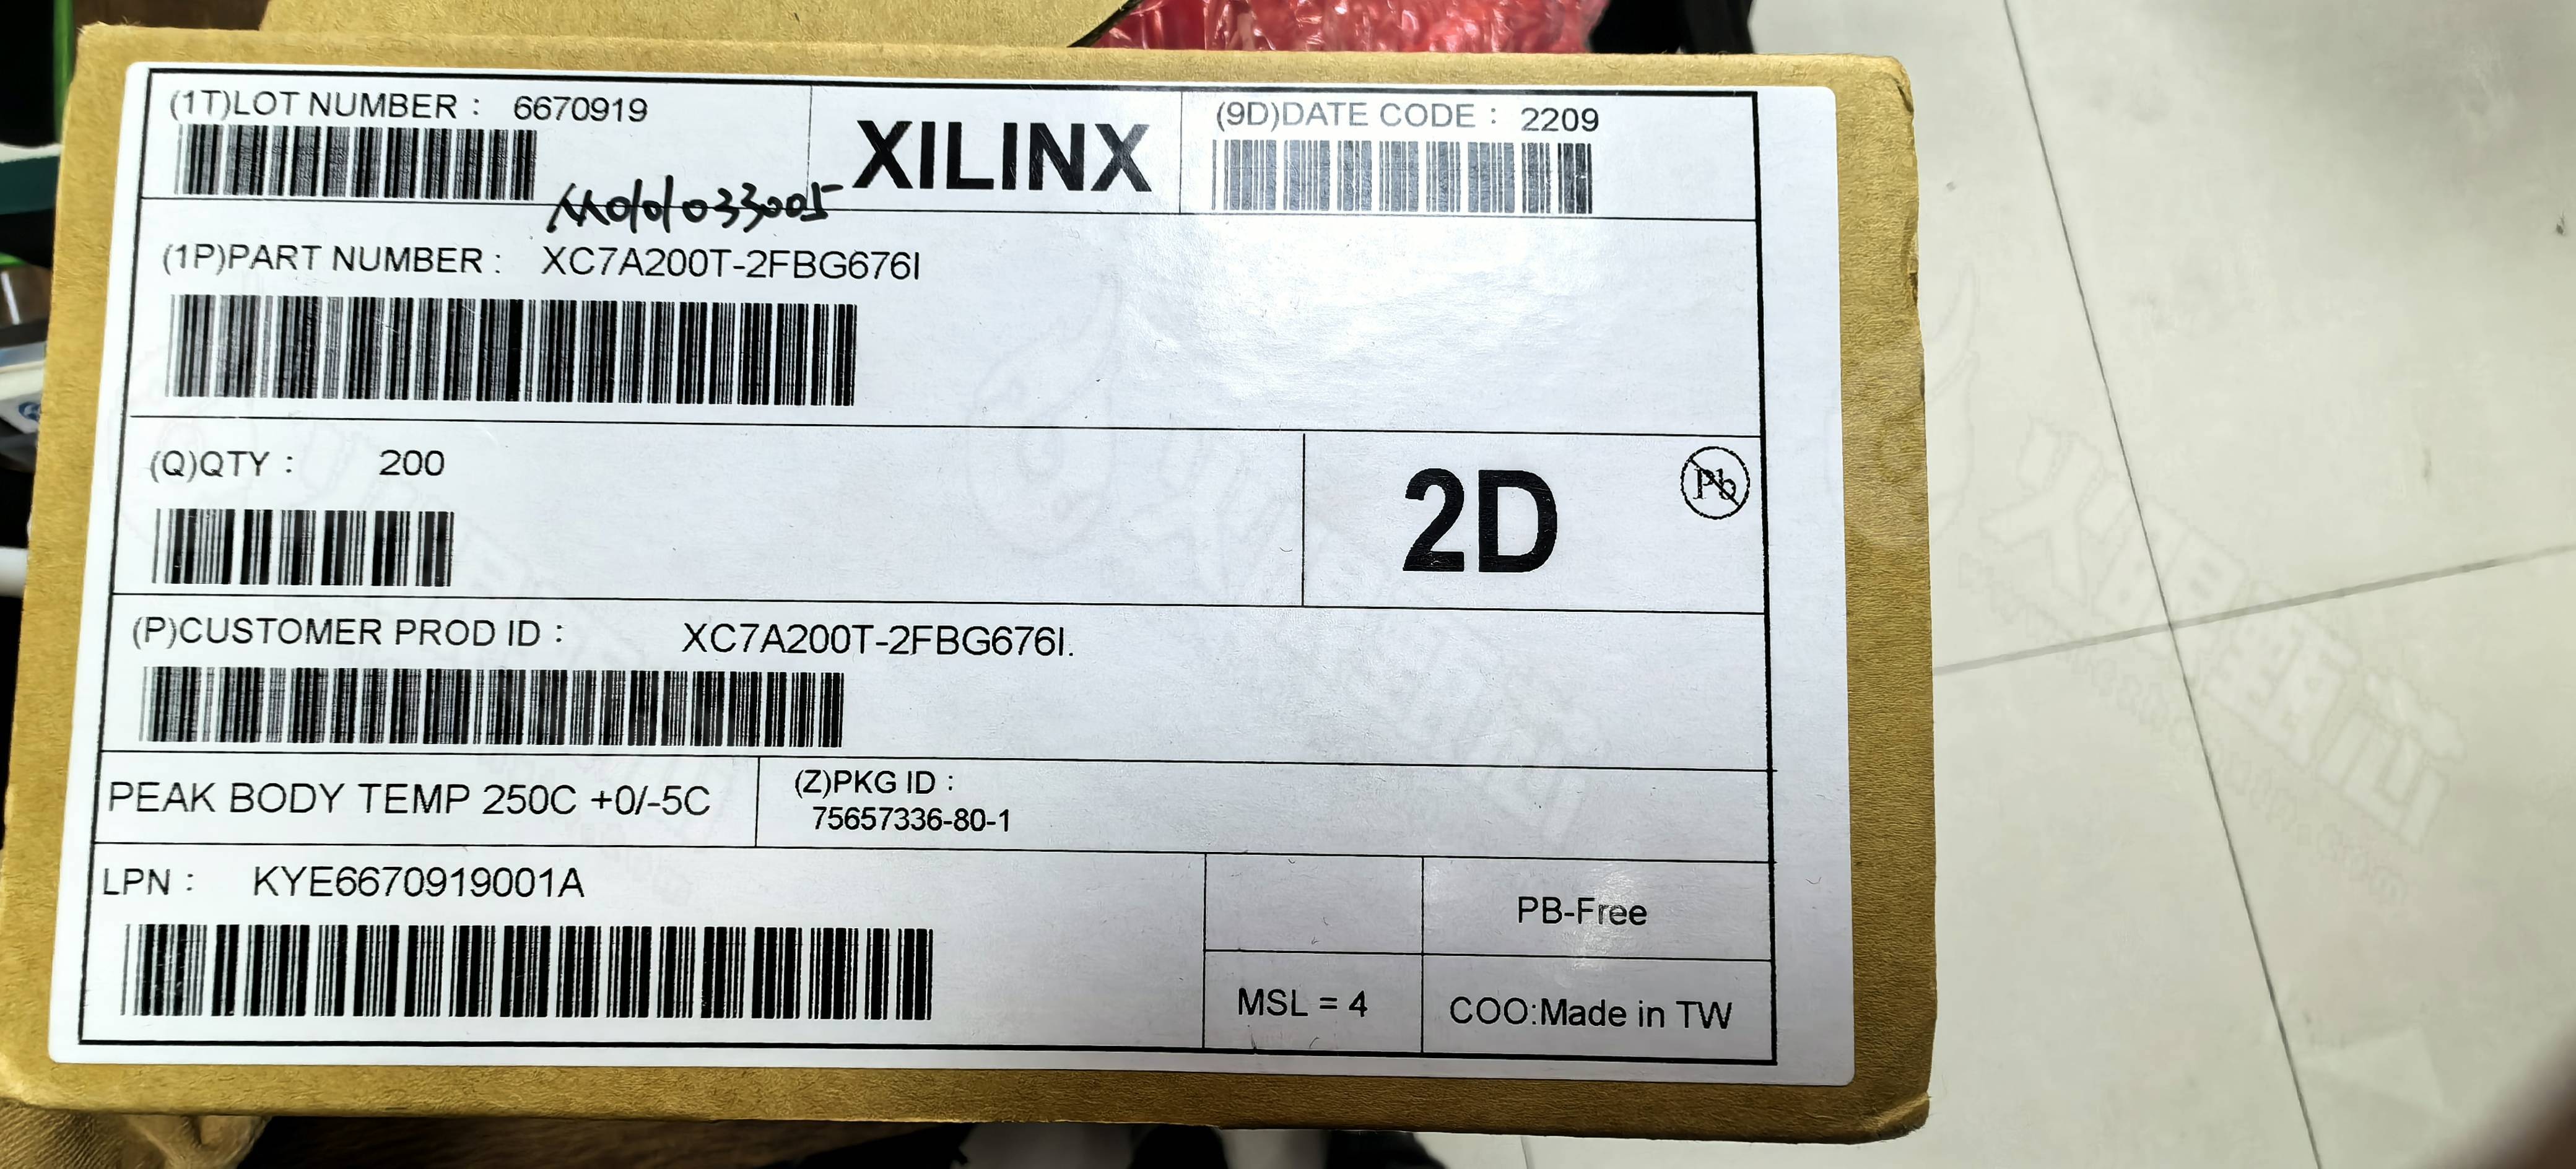 (1T)LOT NUMBER : 6670919
XILINX
(9D)DATE CODE : 2209
(1P)PART NUMBER : XC7A200T-2FBG676I
(Q)QTY : 200
2D
Pb
(P)CUSTOMER PROD ID : XC7A200T-2FBG676I.
PEAK BODY TEMP 250C +0/-5C
(Z)PKG ID :
75657336-80-1
LPN : KYE6670919001A
PB-Free
MSL = 4
COO:Made in TW